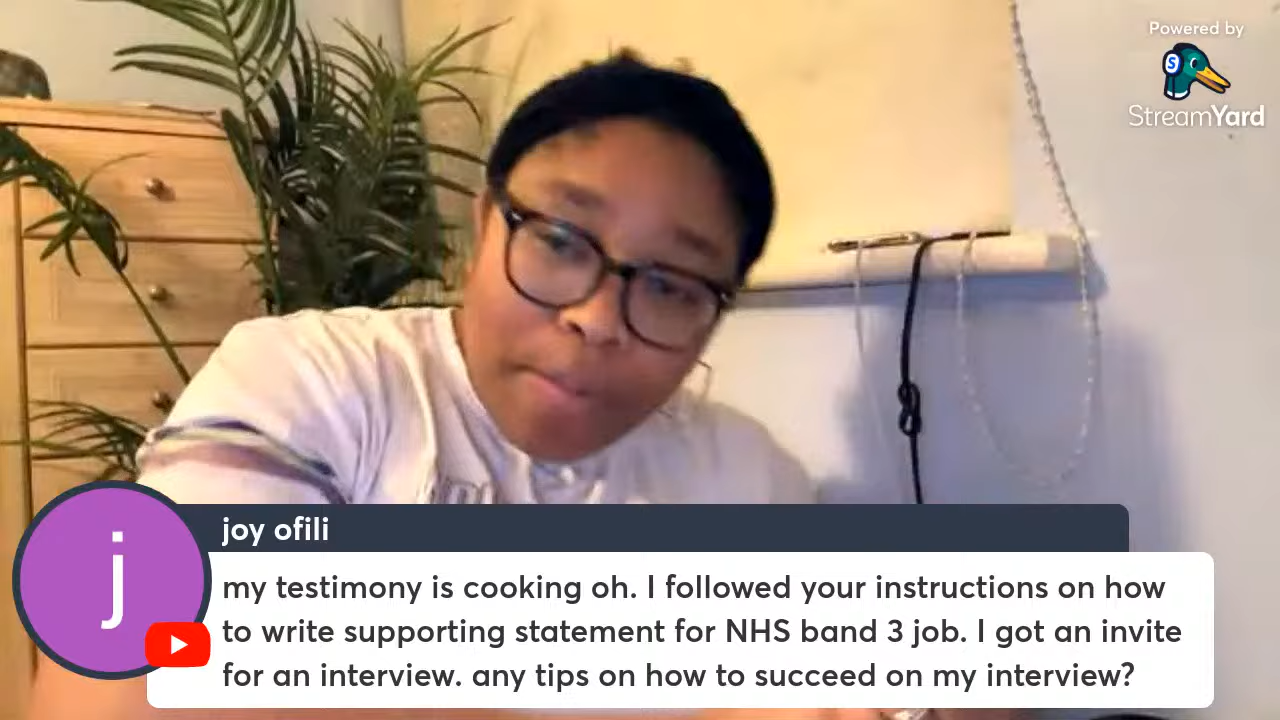 Powered by
S
StreamYard
joy ofili
j
my testimony is cooking oh. I followed your instructions on how
to write supporting statement for NHS band 3 job. I got an invite
for an interview. any tips on how to succeed on my interview?